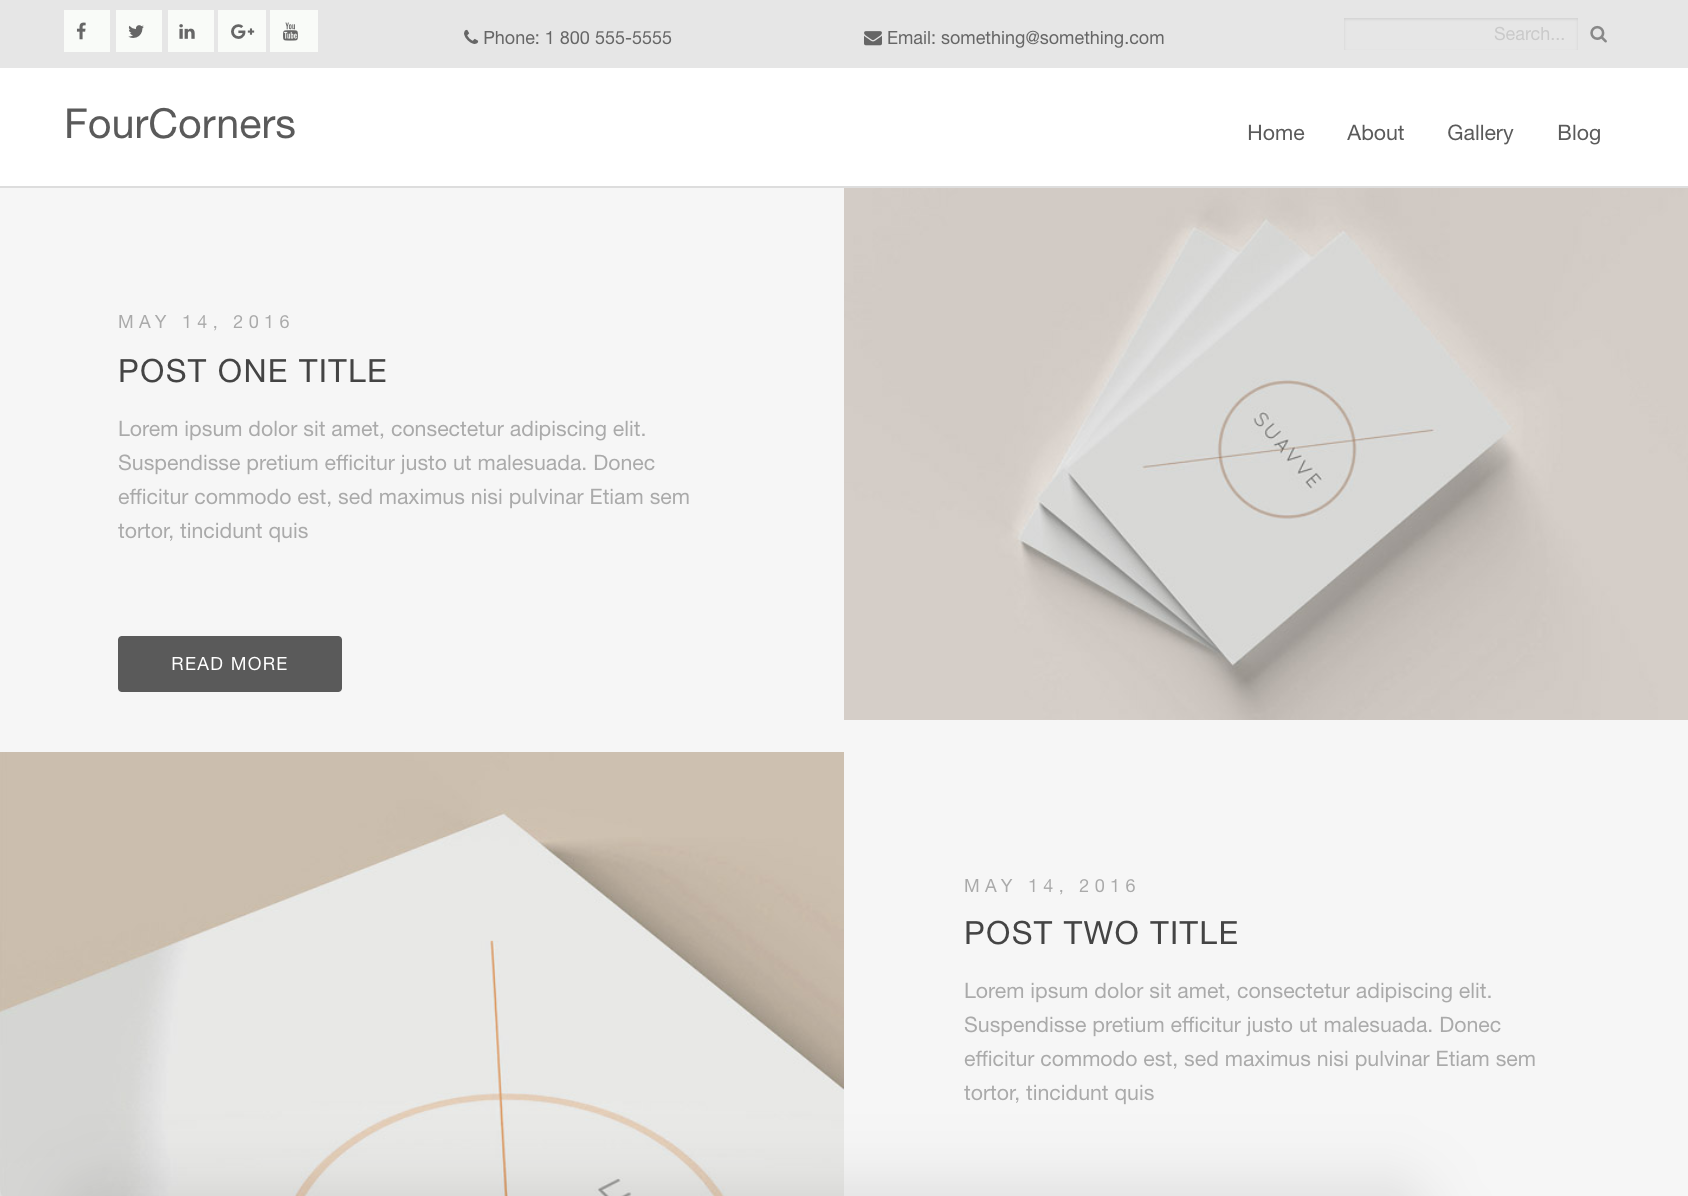 Phone: 1 800 555-5555
Email: something@something.com
Search...
FourCorners
Home
About
Gallery
Blog
MAY 14, 2016
POST ONE TITLE
Lorem ipsum dolor sit amet, consectetur adipiscing elit.
Suspendisse pretium efficitur justo ut malesuada. Donec
efficitur commodo est, sed maximus nisi pulvinar Etiam sem
tortor, tincidunt quis
READ MORE
SUAVVE
MAY 14, 2016
POST TWO TITLE
Lorem ipsum dolor sit amet, consectetur adipiscing elit.
Suspendisse pretium efficitur justo ut malesuada. Donec
efficitur commodo est, sed maximus nisi pulvinar Etiam sem
tortor, tincidunt quis